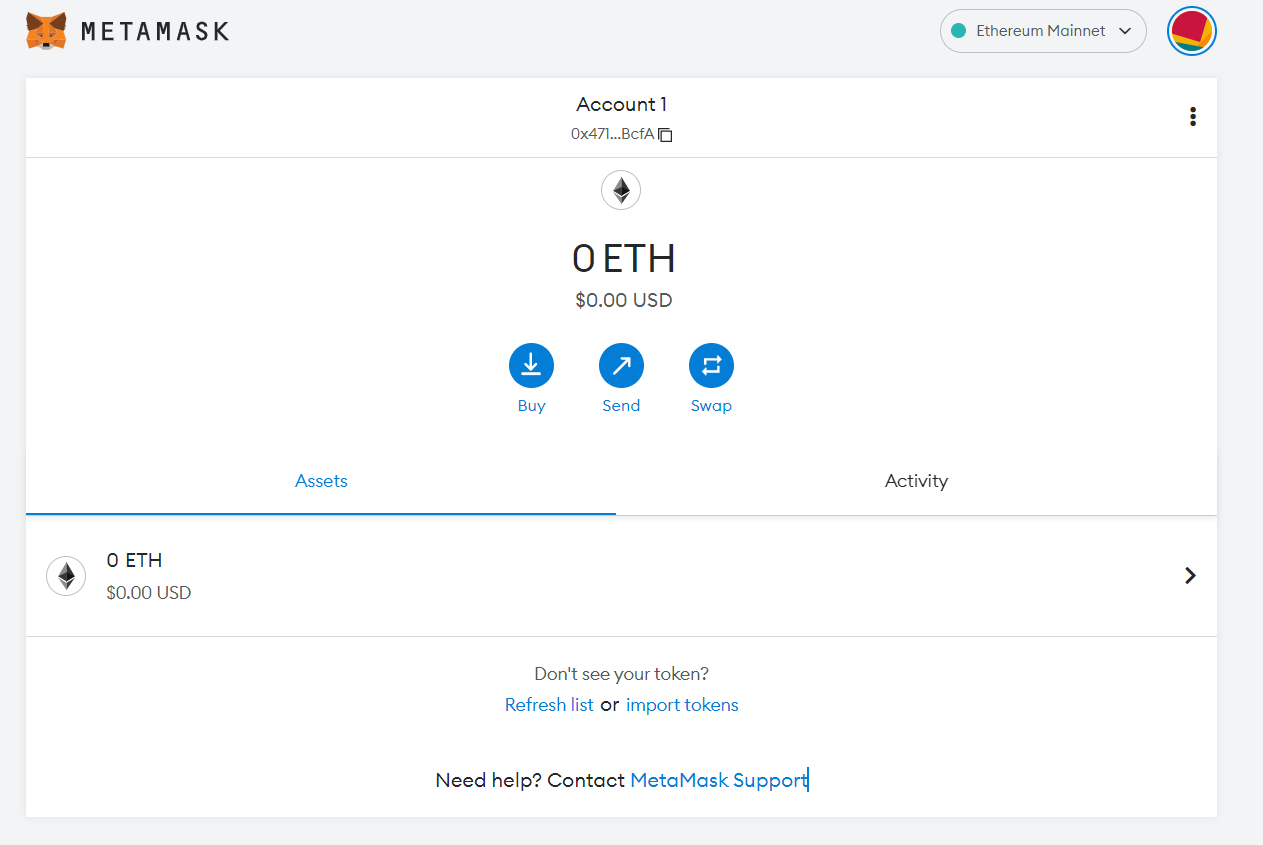 METAMASK
Ethereum Mainnet
Account 1
0x471...BcfA
0 ETH
$0.00 USD
Buy
Send
Swap
Assets
Activity
0 ETH
$0.00 USD
Don't see your token?
Refresh list or import tokens
Need help? Contact MetaMask Support